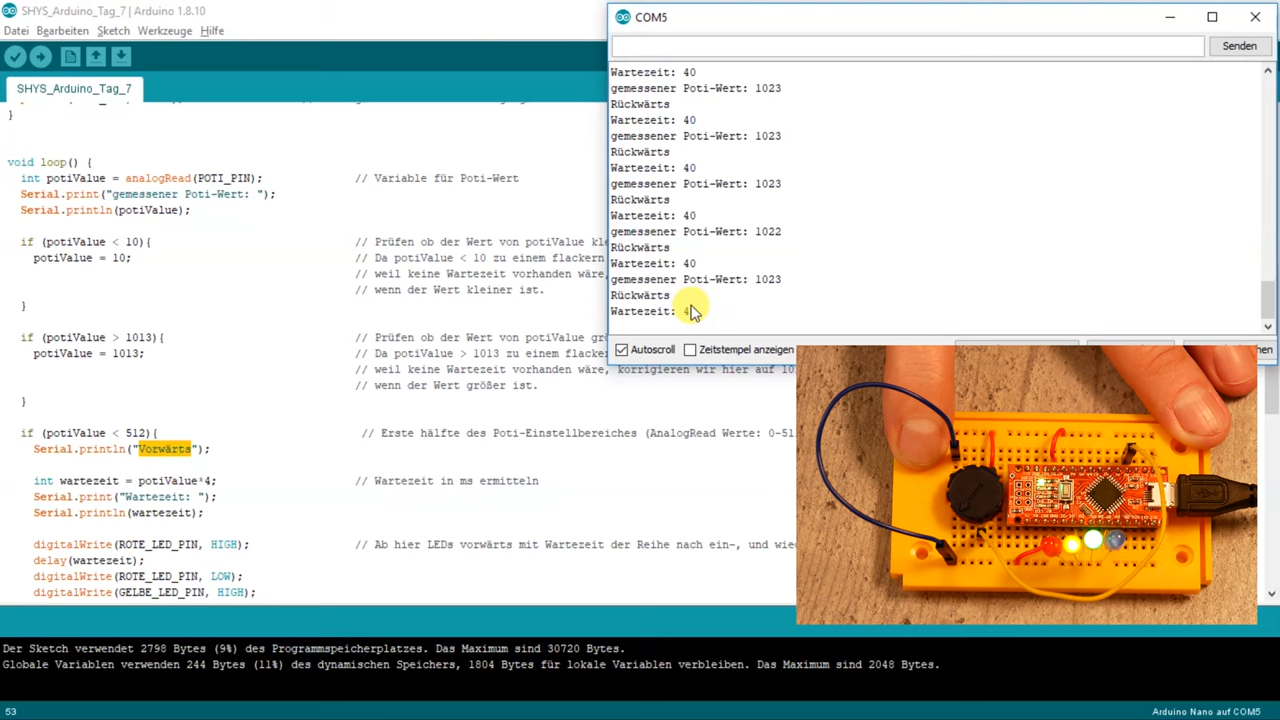 SHYS_Arduino_Tag_7 | Arduino 1.8.10
Datei Bearbeiten Sketch Werkzeuge Hilfe
SHYS_Arduino_Tag_7
}
void loop() {
int potiValue = analogRead(POTI_PIN); // Variable für Poti-Wert
Serial.print("gemessener Poti-Wert: ");
Serial.println(potiValue);
if (potiValue < 10){ // Prüfen ob der Wert von potiValue
potiValue = 10; // Da potiValue < 10 zu einem flackern
// weil keine Wartezeit vorhanden wäre,
// wenn der Wert kleiner ist.
}
if (potiValue > 1013){ // Prüfen ob der Wert von potiValue
potiValue = 1013; // Da potiValue > 1013 zu einem
// weil keine Wartezeit vorhanden wäre, korrigieren wir hier auf
// wenn der Wert größer ist.
}
if (potiValue < 512){ // Erste hälfte des Poti-Einstellbereiches (AnalogRead Werte:
Serial.println("Vorwärts");
int wartezeit = potiValue*4; // Wartezeit in ms ermitteln
Serial.print("Wartezeit: ");
Serial.println(wartezeit);
digitalWrite(ROTE_LED_PIN, HIGH); // Ab hier LEDs vorwärts mit Wartezeit der Reihe nach ein-, und
delay(wartezeit);
digitalWrite(ROTE_LED_PIN, LOW);
digitalWrite(GELBE_LED_PIN, HIGH);
Der Sketch verwendet 2798 Bytes (9%) des Programmspeicherplatzes. Das Maximum sind 30720 Bytes.
Globale Variablen verwenden 244 Bytes (11%) des dynamischen Speichers, 1804 Bytes für lokale Variablen verbleiben. Das Maximum sind 2048 Bytes.
53
Arduino Nano auf COM5
COM5
Senden
Wartezeit: 40
gemessener Poti-Wert: 1023
Rückwärts
Wartezeit: 40
gemessener Poti-Wert: 1023
Rückwärts
Wartezeit: 40
gemessener Poti-Wert: 1023
Rückwärts
Wartezeit: 40
gemessener Poti-Wert: 1022
Rückwärts
Wartezeit: 40
gemessener Poti-Wert: 1023
Rückwärts
Wartezeit:
Autoscroll Zeitstempel anzeigen